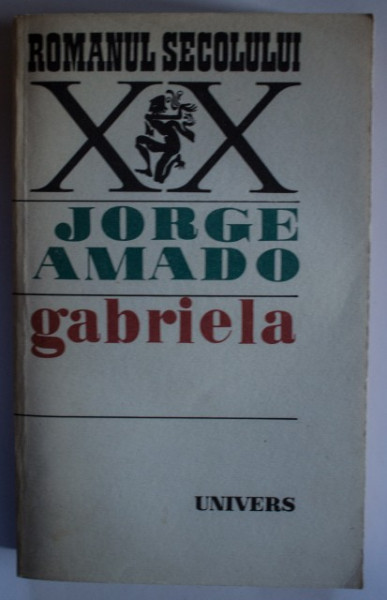 ROMANUL SECOLULUI
XX
JORGE
AMADO
gabriela
UNIVERS